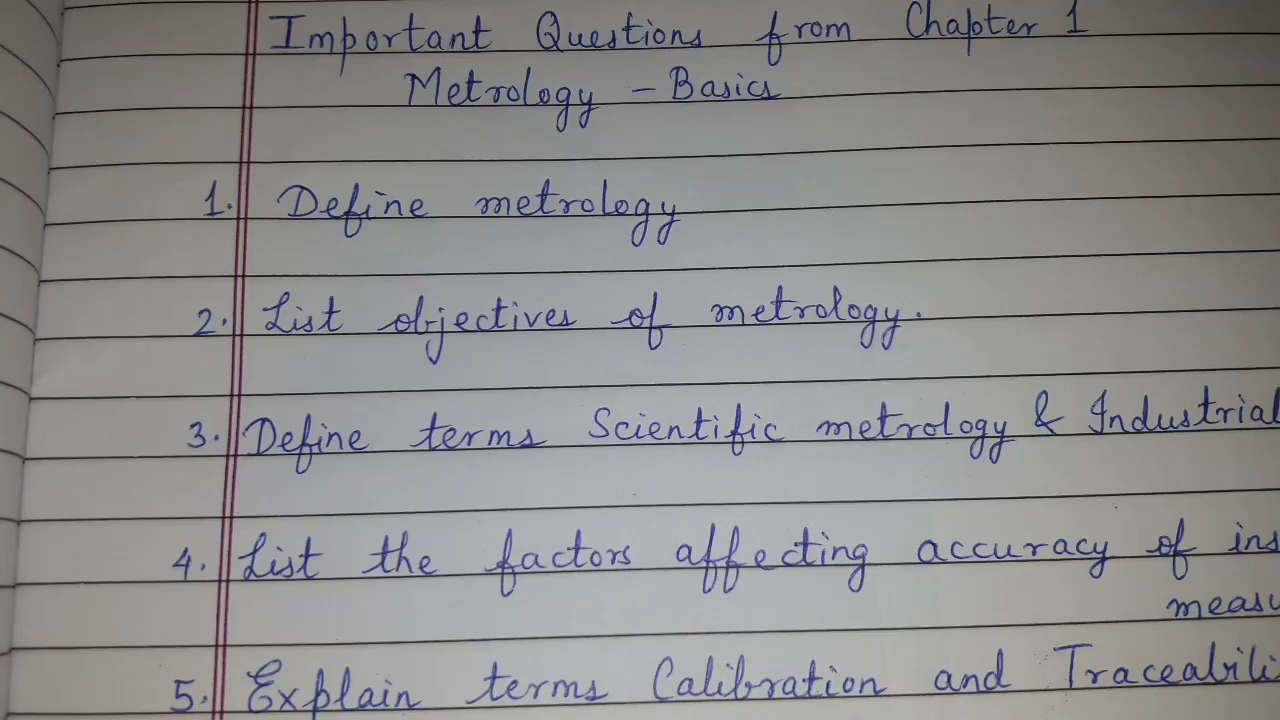 Important Questions from Chapter 1
Metrology - Basics
1. Define metrology
2. List objectives of metrology.
3. Define terms Scientific metrology & Industrial
4. List the factors affecting accuracy of
5. Explain terms Calibration and